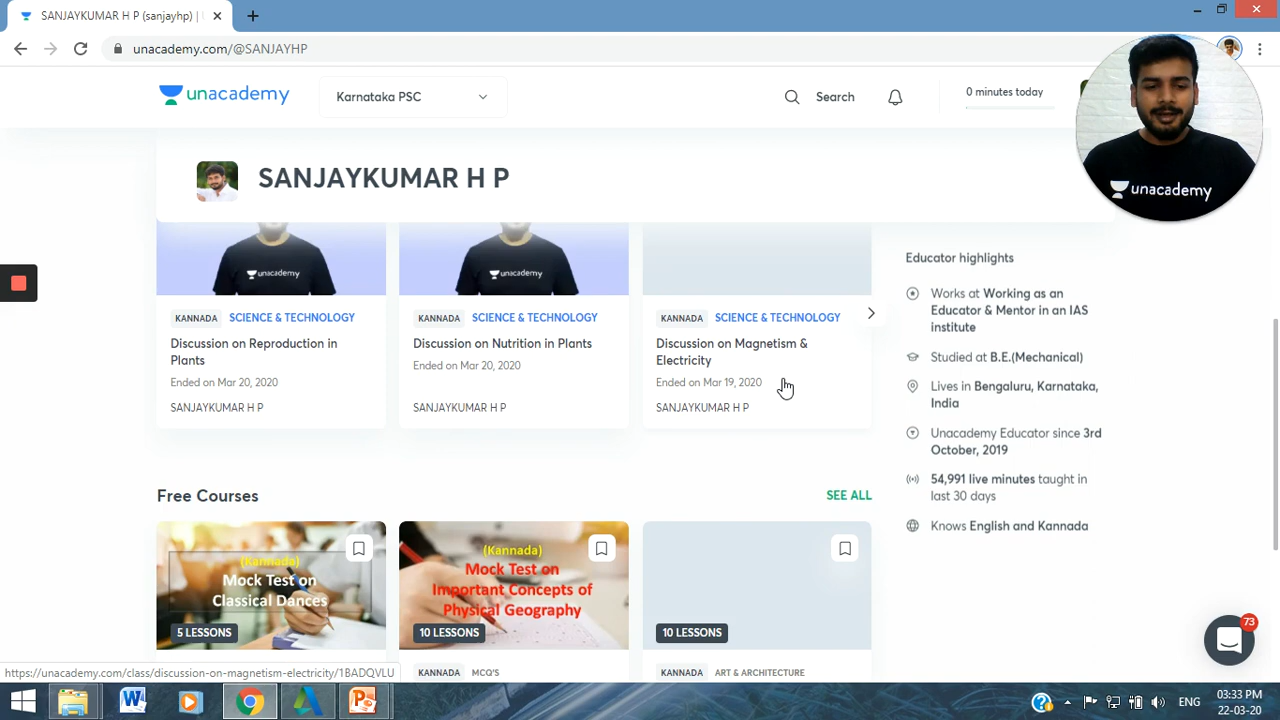 SANJAYKUMAR H P (sanjayhp) |
unacademy.com/@SANJAYHP
unacademy
Karnataka PSC
Search
0 minutes today
unacademy
SANJAYKUMAR H P
unacademy
unacademy
KANNADA SCIENCE & TECHNOLOGY
Discussion on Reproduction in
Plants
Ended on Mar 20, 2020
SANJAYKUMAR H P
KANNADA SCIENCE & TECHNOLOGY
Discussion on Nutrition in Plants
Ended on Mar 20, 2020
SANJAYKUMAR H P
KANNADA SCIENCE & TECHNOLOGY
Discussion on Magnetism &
Electricity
Ended on Mar 19, 2020
SANJAYKUMAR H P
Educator highlights
Works at Working as an
Educator & Mentor in an IAS
institute
Studied at B.E.(Mechanical)
Lives in Bengaluru, Karnataka,
India
Unacademy Educator since 3rd
October, 2019
54,991 live minutes taught in
last 30 days
Knows English and Kannada
Free Courses
SEE ALL
(Kannada)
Mock Test on
Classical Dances
5 LESSONS
(Kannada)
Mock Test on
Important Concepts of
Physical Geography
10 LESSONS
10 LESSONS
KANNADA MCQ'S
KANNADA ART & ARCHITECTURE
73
https://unacademy.com/class/discussion-on-magnetism-electricity/1BADQVLU
ENG
03:33 PM
22-03-20